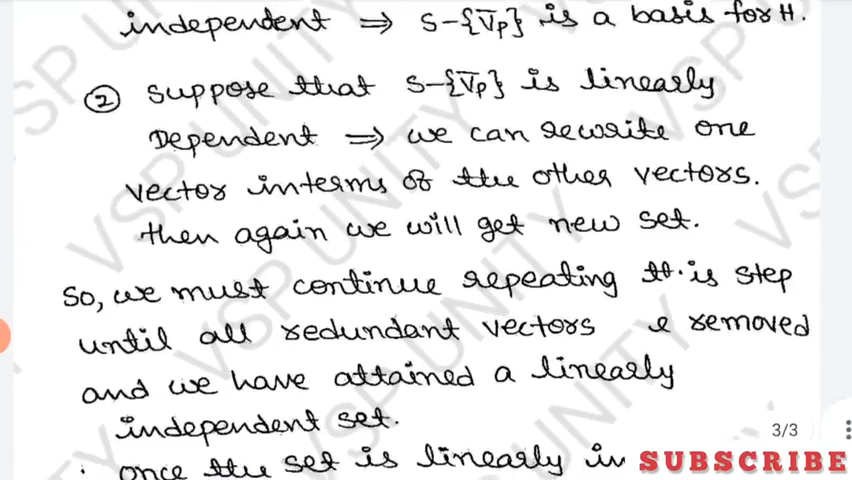 independent ⇒ S-{V̄p} is a basis for H.
② Suppose that S-{V̄p} is linearly
Dependent ⇒ we can rewrite one
vector interms of the other vectors.
then again we will get new set.
So, we must continue repeating this step
until all redundant vectors e removed
and we have attained a linearly
independent set.
3/3
once the set is linearly in
SUBSCRIBE
VSP UNITY